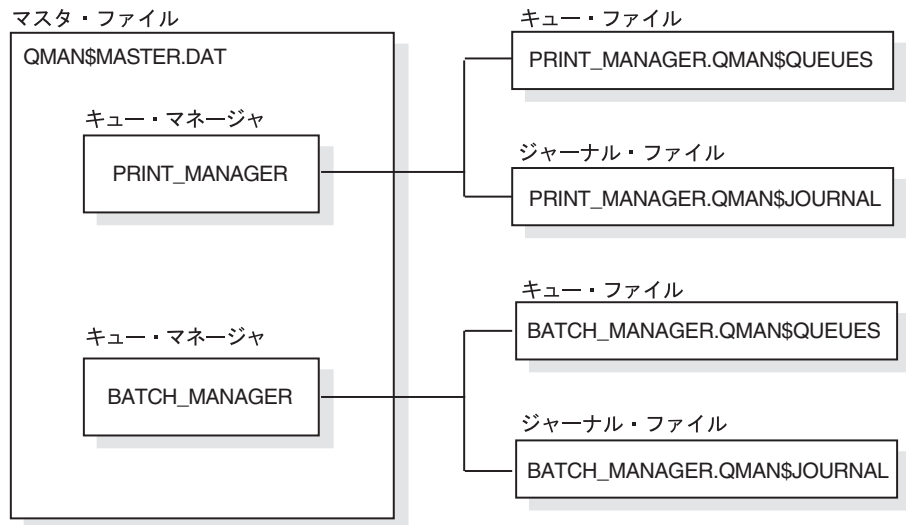 マスタ・ファイル
QMAN$MASTER.DAT
キュー・マネージャ
PRINT_MANAGER
キュー・ファイル
PRINT_MANAGER.QMAN$QUEUES
ジャーナル・ファイル
PRINT_MANAGER.QMAN$JOURNAL
キュー・マネージャ
BATCH_MANAGER
キュー・ファイル
BATCH_MANAGER.QMAN$QUEUES
ジャーナル・ファイル
BATCH_MANAGER.QMAN$JOURNAL